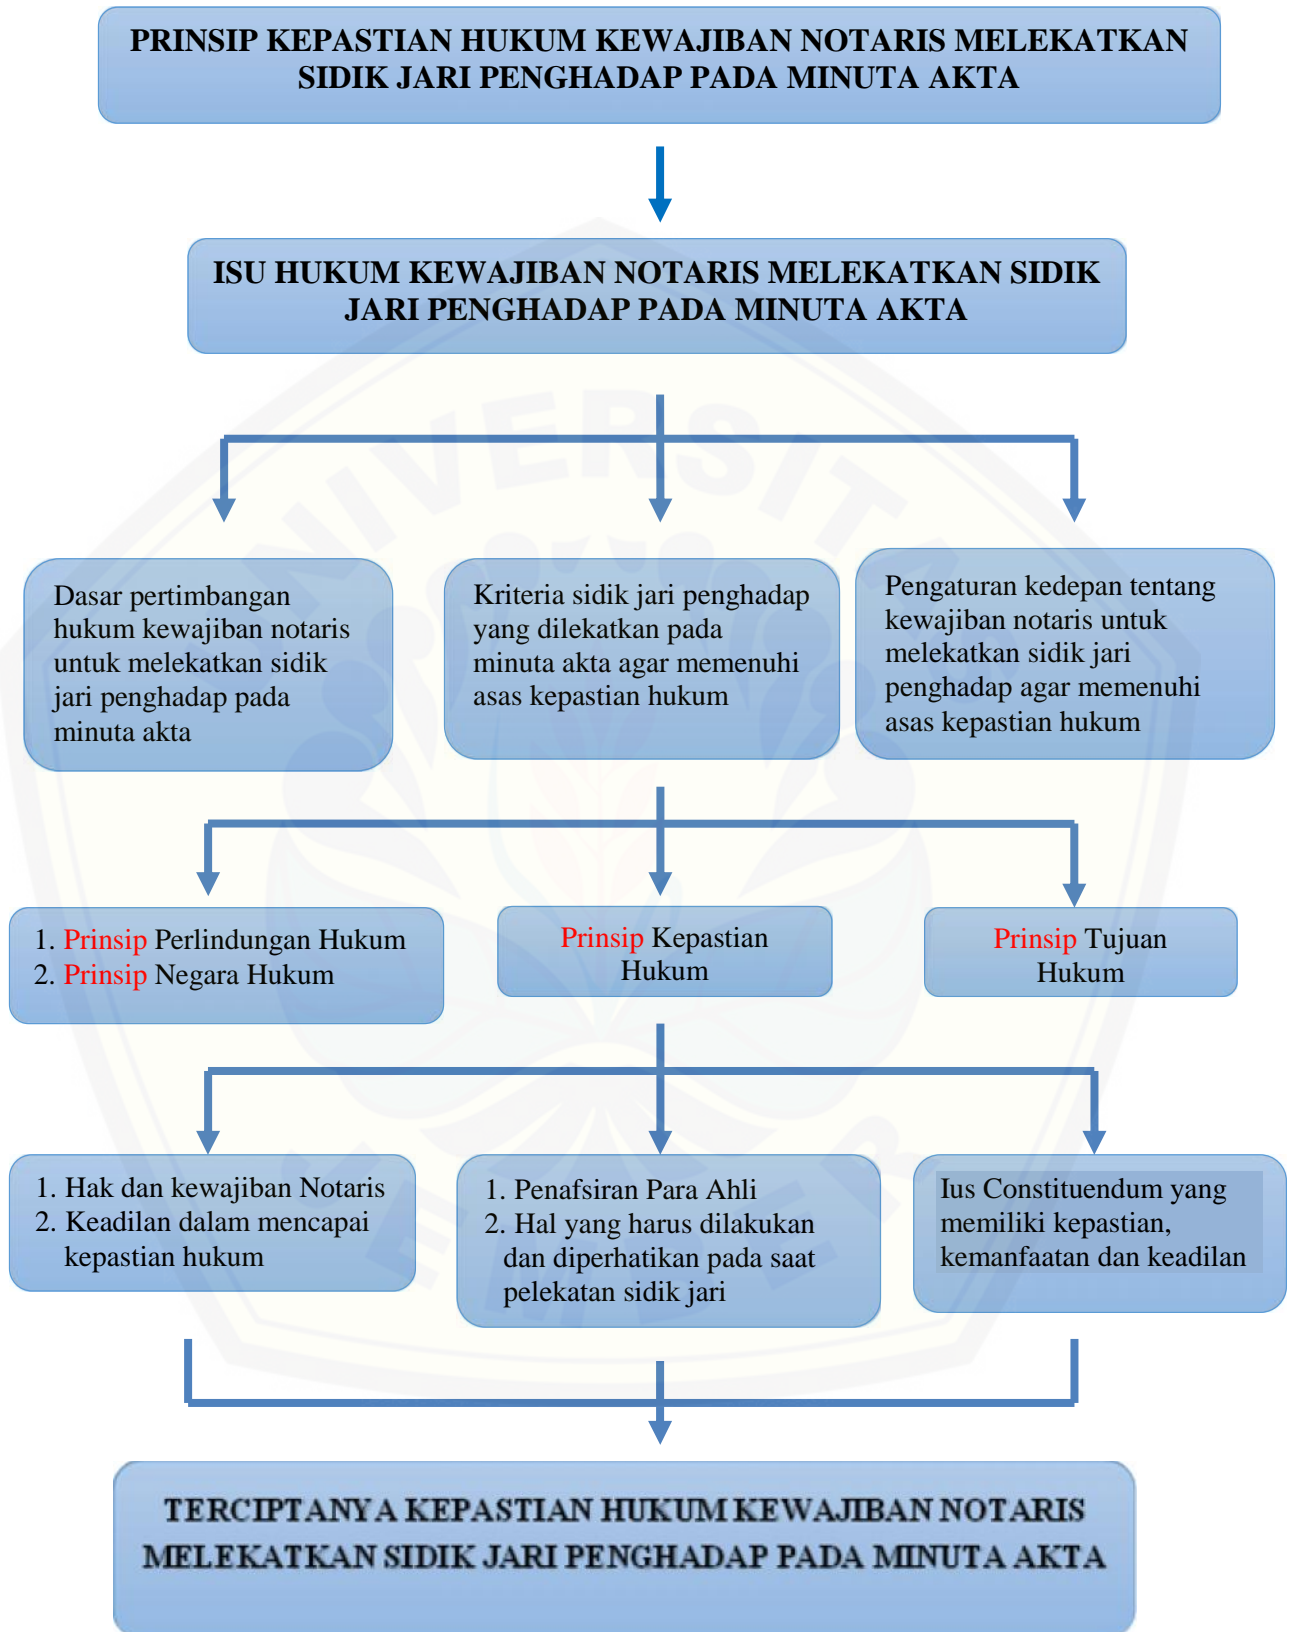 PRINSIP KEPASTIAN HUKUM KEWAJIBAN NOTARIS MELEKATKAN
SIDIK JARI PENGHADAP PADA MINUTA AKTA
ISU HUKUM KEWAJIBAN NOTARIS MELEKATKAN SIDIK
JARI PENGHADAP PADA MINUTA AKTA
UNIVERSITAS
Dasar pertimbangan
hukum kewajiban notaris
untuk melekatkan sidik
jari penghadap pada
minuta akta
Kriteria sidik jari penghadap
yang dilekatkan pada
minuta akta agar memenuhi
asas kepastian hukum
Pengaturan kedepan tentang
kewajiban notaris untuk
melekatkan sidik jari
penghadap agar memenuhi
asas kepastian hukum
1. Prinsip Perlindungan Hukum
2. Prinsip Negara Hukum
Prinsip Kepastian
Hukum
Prinsip Tujuan
Hukum
1. Hak dan kewajiban Notaris
2. Keadilan dalam mencapai
kepastian hukum
1. Penafsiran Para Ahli
2. Hal yang harus dilakukan
dan diperhatikan pada saat
pelekatan sidik jari
Ius Constituendum yang
memiliki kepastian,
kemanfaatan dan keadilan
JEMBER
TERCIPTANYA KEPASTIAN HUKUM KEWAJIBAN NOTARIS
MELEKATKAN SIDIK JARI PENGHADAP PADA MINUTA AKTA